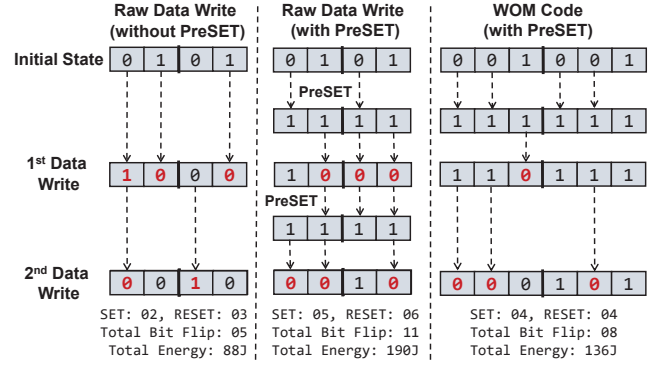 Raw Data Write
(without PreSET)
Raw Data Write
(with PreSET)
WOM Code
(with PreSET)
Initial State
0 1 0 1
0 1 0 1
0 0 1 0 0 1
PreSET
1 1 1 1
1 1 1 1 1 1
1st Data
Write
1 0 0 0
1 0 0 0
1 1 0 1 1 1
PreSET
1 1 1 1
2nd Data
Write
0 0 1 0
0 0 1 0
0 0 0 1 0 1
SET: 02, RESET: 03
Total Bit Flip: 05
Total Energy: 88J
SET: 05, RESET: 06
Total Bit Flip: 11
Total Energy: 190J
SET: 04, RESET: 04
Total Bit Flip: 08
Total Energy: 136J